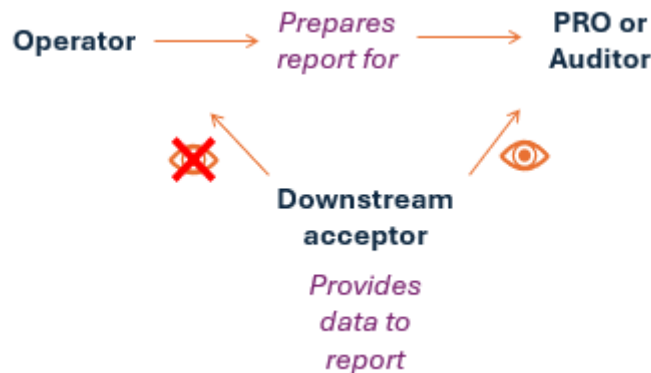 Operator
Prepares
report for
PRO or
Auditor
Downstream
acceptor
Provides
data to
report